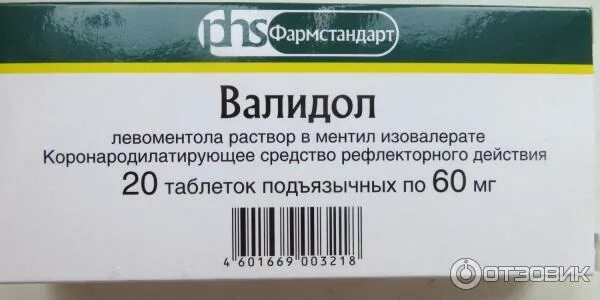 phs Фармстандарт
Валидол
левоментола раствор в ментил изовалерате
Коронародилатирующее средство рефлекторного действия
20 таблеток подъязычных по 60 мг
4 601669 003218
ОТЗОВИК